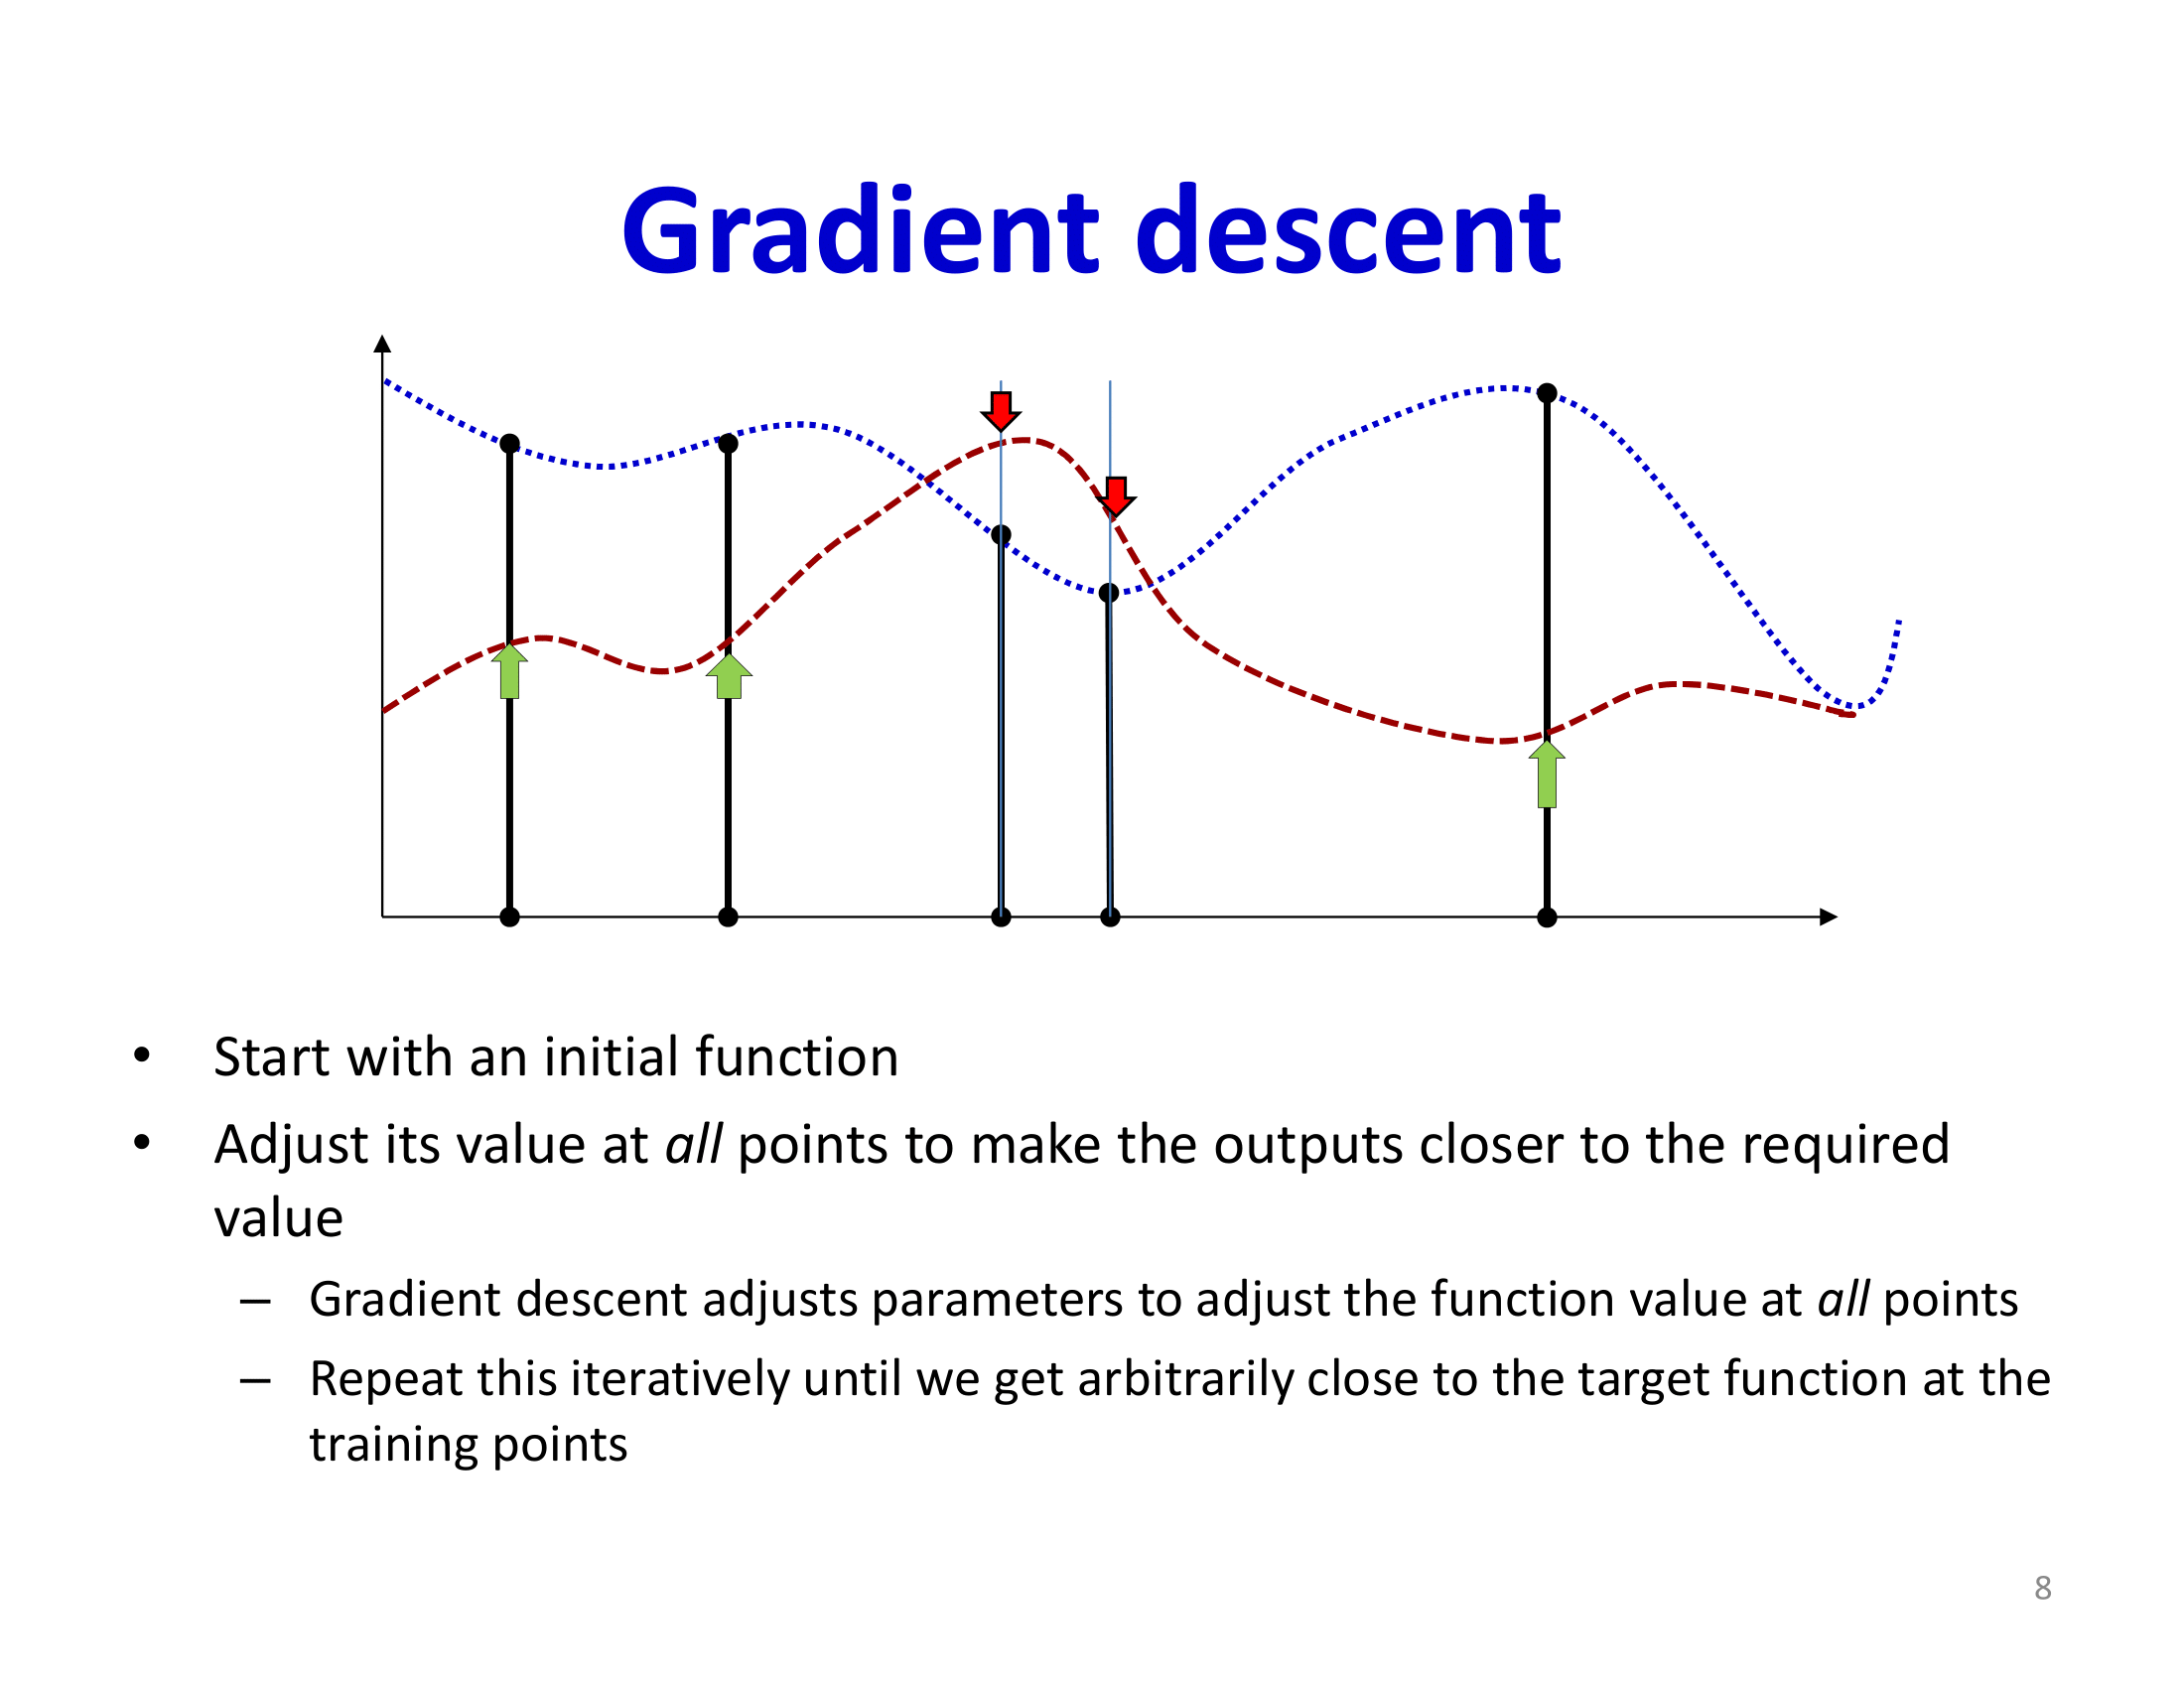 Gradient descent
• Start with an initial function
• Adjust its value at all points to make the outputs closer to the required
value
– Gradient descent adjusts parameters to adjust the function value at all points
– Repeat this iteratively until we get arbitrarily close to the target function at the
training points
8